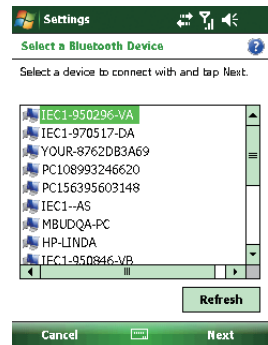 Settings
Select a Bluetooth Device
Select a device to connect with and tap Next.
IEC1-950296-VA
IEC1-970517-DA
YOUR-8762DB3A69
PC108993246620
PC156395603148
IEC1--AS
MBUDQA-PC
HP-LINDA
IEC1-950846-VB
Refresh
Cancel
Next